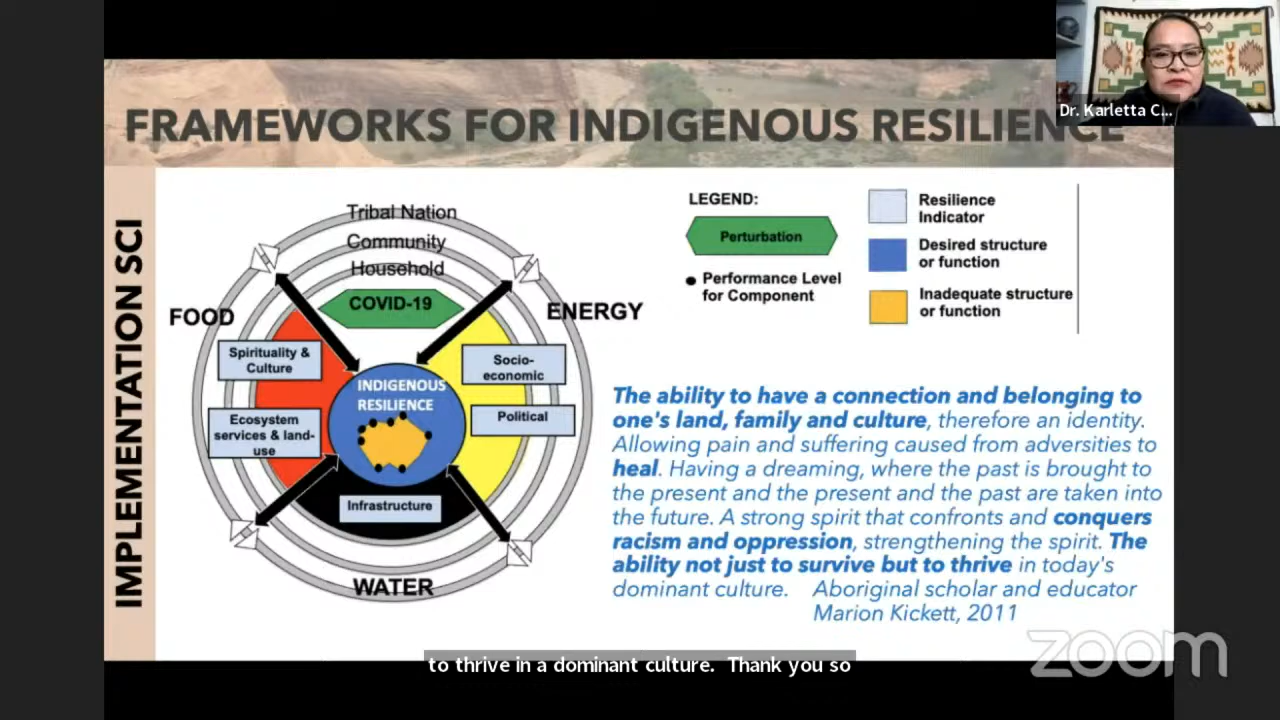 Dr. Karletta C...
FRAMEWORKS FOR INDIGENOUS RESILIENCE
IMPLEMENTATION SCI
Tribal Nation
Community
Household
COVID-19
FOOD
ENERGY
Spirituality &
Culture
Socio-
economic
INDIGENOUS
RESILIENCE
Ecosystem
services & land-
use
Political
Infrastructure
WATER
LEGEND:
Perturbation
Performance Level
for Component
Resilience
Indicator
Desired structure
or function
Inadequate structure
or function
The ability to have a connection and belonging to
one's land, family and culture, therefore an identity.
Allowing pain and suffering caused from adversities to
heal. Having a dreaming, where the past is brought to
the present and the present and the past are taken into
the future. A strong spirit that confronts and conquers
racism and oppression, strengthening the spirit. The
ability not just to survive but to thrive in today's
dominant culture. Aboriginal scholar and educator
Marion Kickett, 2011
zoom
to thrive in a dominant culture. Thank you so